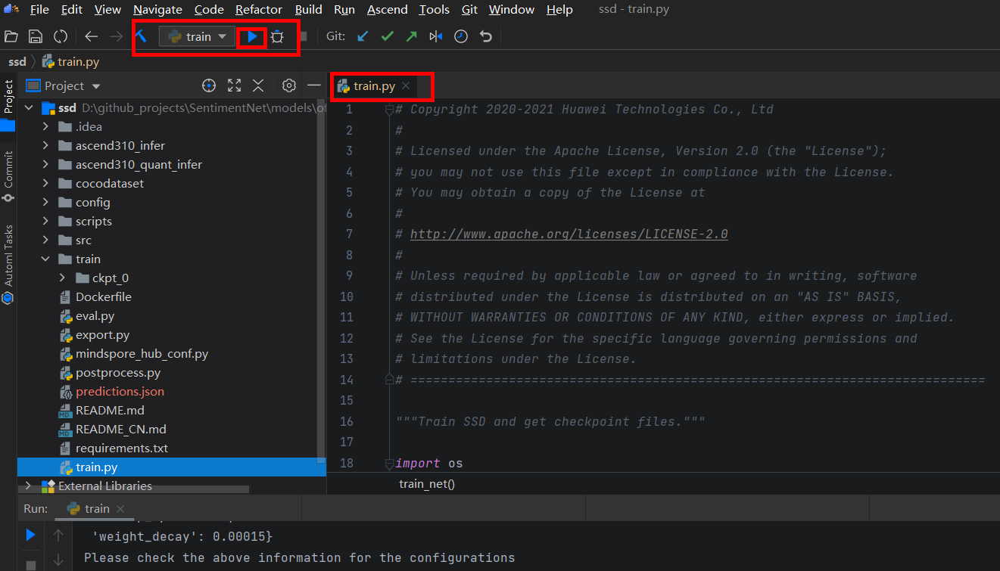 File Edit View Navigate Code Refactor Build Run Ascend Tools Git Window Help ssd - train.py
train Git:
ssd train.py
Project
Commit
AutoML Tasks
Project
ssd D:\github_projects\SentimentNet\models\of
.idea
ascend310_infer
ascend310_quant_infer
cocodataset
config
scripts
src
train
ckpt_0
Dockerfile
eval.py
export.py
mindspore_hub_conf.py
postprocess.py
predictions.json
README.md
README_CN.md
requirements.txt
train.py
External Libraries
train.py
1 # Copyright 2020-2021 Huawei Technologies Co., Ltd
2 #
3 # Licensed under the Apache License, Version 2.0 (the "License");
4 # you may not use this file except in compliance with the License.
5 # You may obtain a copy of the License at
6 #
7 # http://www.apache.org/licenses/LICENSE-2.0
8 #
9 # Unless required by applicable law or agreed to in writing, software
10 # distributed under the License is distributed on an "AS IS" BASIS,
11 # WITHOUT WARRANTIES OR CONDITIONS OF ANY KIND, either express or implied.
12 # See the License for the specific language governing permissions and
13 # limitations under the License.
14 # ============================================================================
15
16 """Train SSD and get checkpoint files."""
17
18 import os
train_net()
Run: train
'weight_decay': 0.00015}
Please check the above information for the configurations